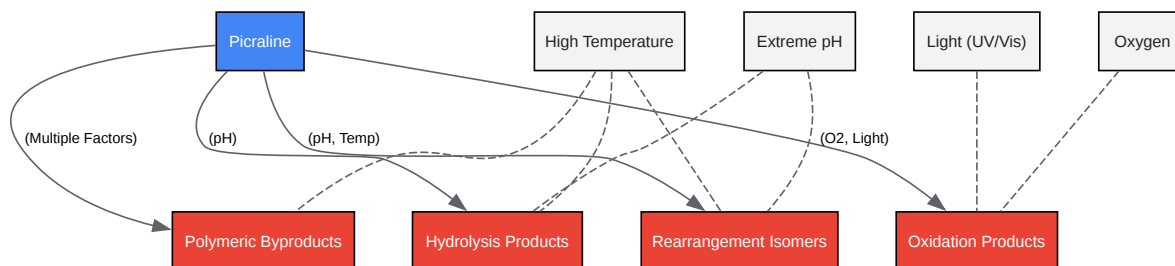 Picraline
High Temperature
Extreme pH
Light (UV/Vis)
Oxygen
(Multiple Factors)
(pH)
(pH, Temp)
(O2, Light)
Polymeric Byproducts
Hydrolysis Products
Rearrangement Isomers
Oxidation Products